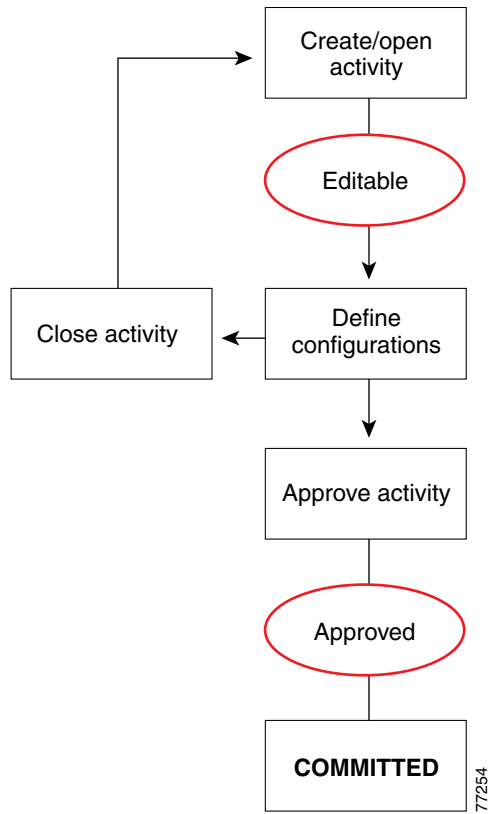 Create/open
activity
Editable
Close activity
Define
configurations
Approve activity
Approved
COMMITTED
77254